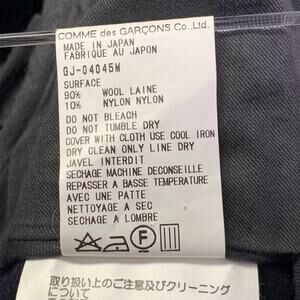 COMME des GARÇONS Co., Ltd.
MADE IN JAPAN
FABRIQUE AU JAPON
GJ-04045M
SURFACE
90% WOOL LAINE
10% NYLON NYLON
DO NOT BLEACH
DO NOT TUMBLE DRY
COVER WITH CLOTH USE COOL IRON
DRY CLEAN ONLY LINE DRY
JAVEL INTERDIT
SECHAGE MACHINE DECONSEILLE
REPASSER A BASSE TEMPERATURE
AVEC UNE PATTE
NETTOYAGE A SEC
SECHAGE A LOMBRE
F
取り扱い上のご注意及びクリーニング
について